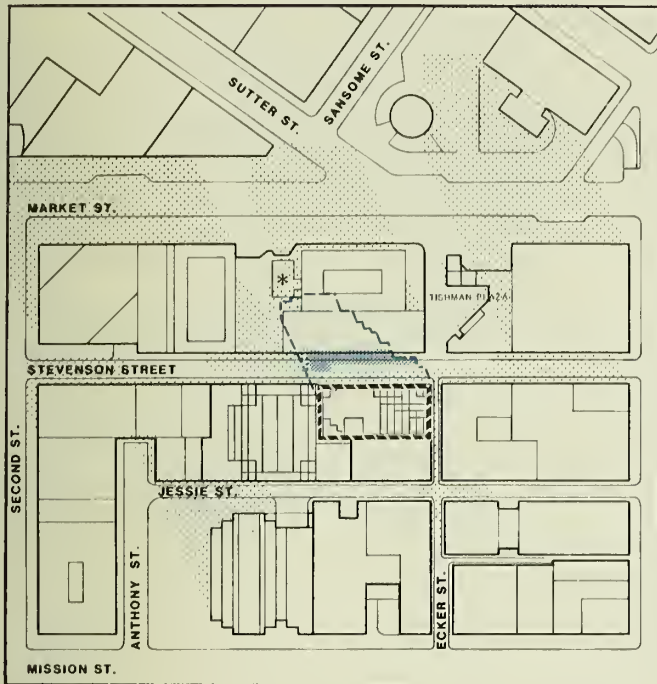 SUTTER ST.
SANSOME ST.
MARKET ST.
*
TISHMAN PLAZA
STEVENSON STREET
SECOND ST.
JESSIE ST.
ANTHONY ST.
ECKER ST.
MISSION ST.